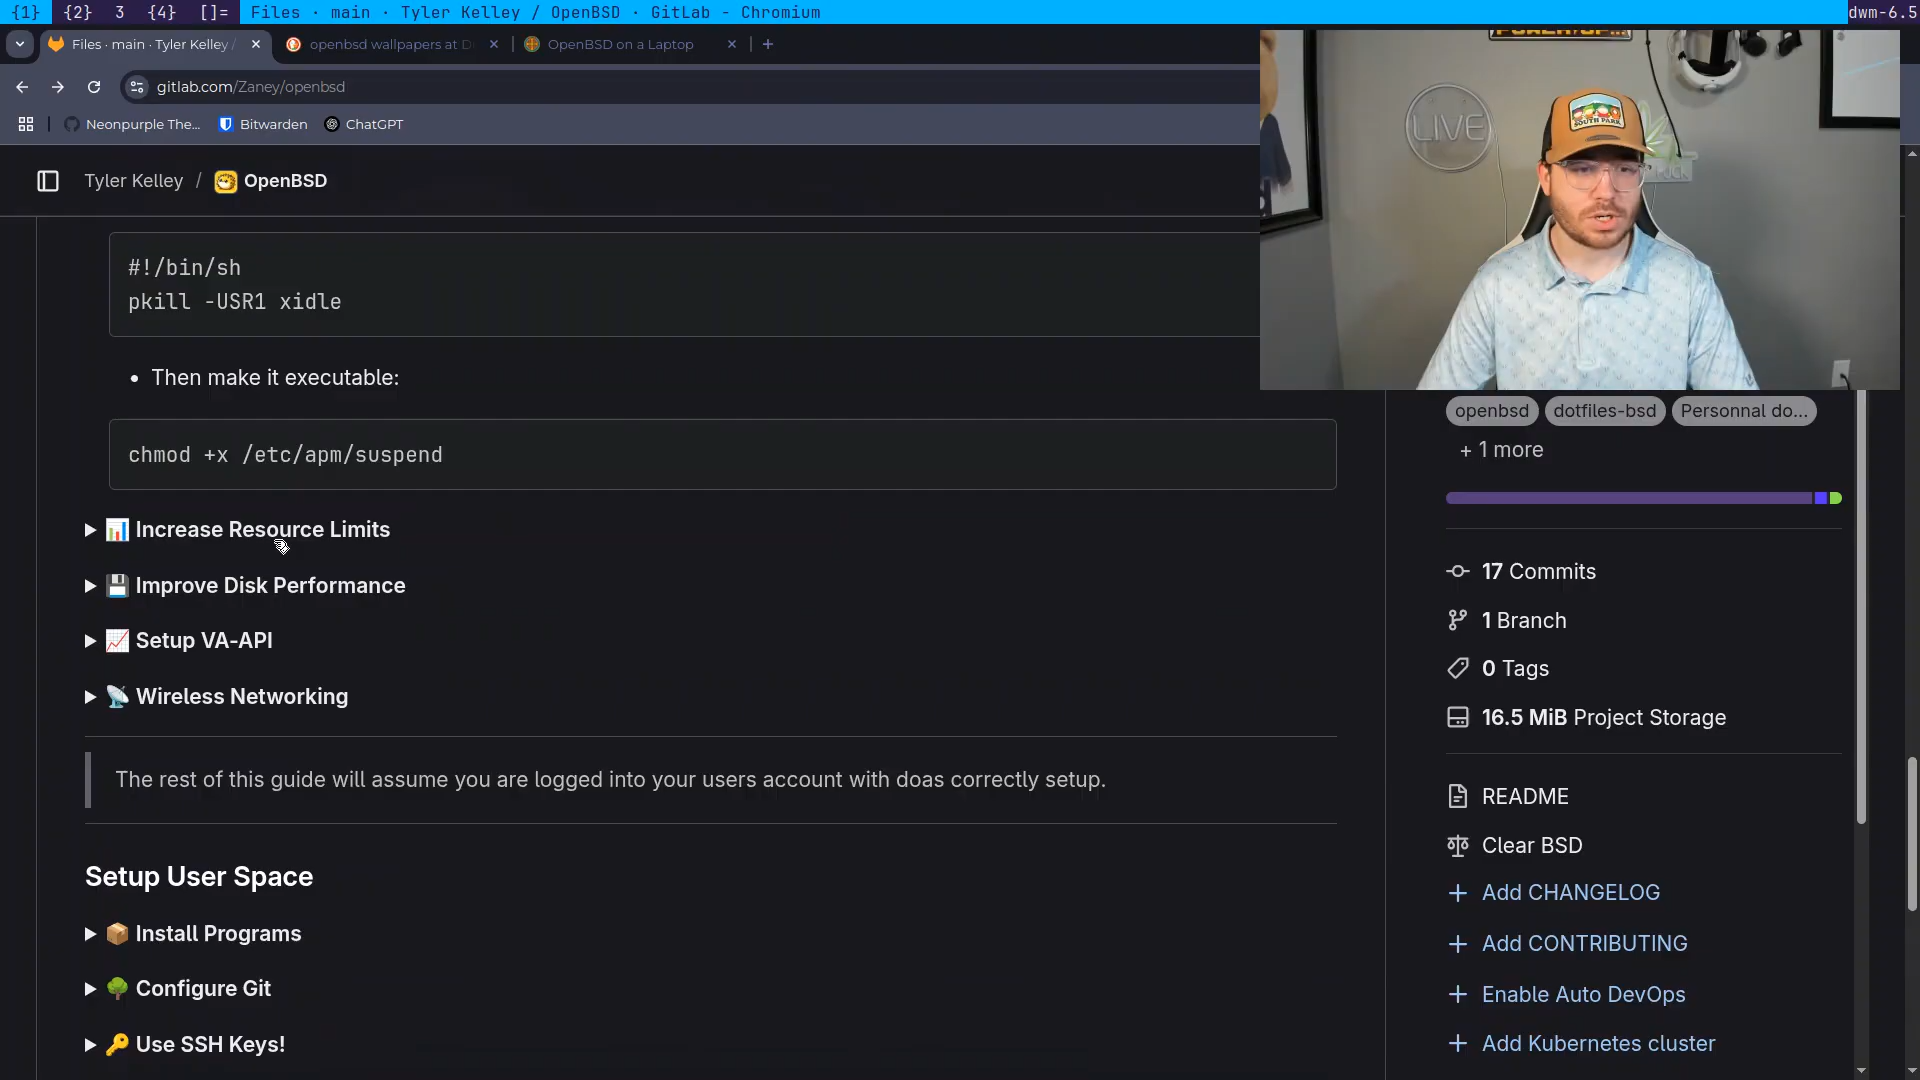 {1} {2} 3 {4} []= Files · main · Tyler Kelley / OpenBSD · GitLab - Chromium dwm-6.5
Files · main · Tyler Kelley / openbsd wallpapers at D OpenBSD on a Laptop
gitlab.com/Zaney/openbsd
Neonpurple The... Bitwarden ChatGPT
Tyler Kelley / OpenBSD
LIVE
SOUTH PARK
#!/bin/sh
pkill -USR1 xidle
• Then make it executable:
chmod +x /etc/apm/suspend
Increase Resource Limits
Improve Disk Performance
Setup VA-API
Wireless Networking
The rest of this guide will assume you are logged into your users account with doas correctly setup.
Setup User Space
Install Programs
Configure Git
Use SSH Keys!
openbsd dotfiles-bsd Personnal do...
+ 1 more
17 Commits
1 Branch
0 Tags
16.5 MiB Project Storage
README
Clear BSD
+ Add CHANGELOG
+ Add CONTRIBUTING
+ Enable Auto DevOps
+ Add Kubernetes cluster